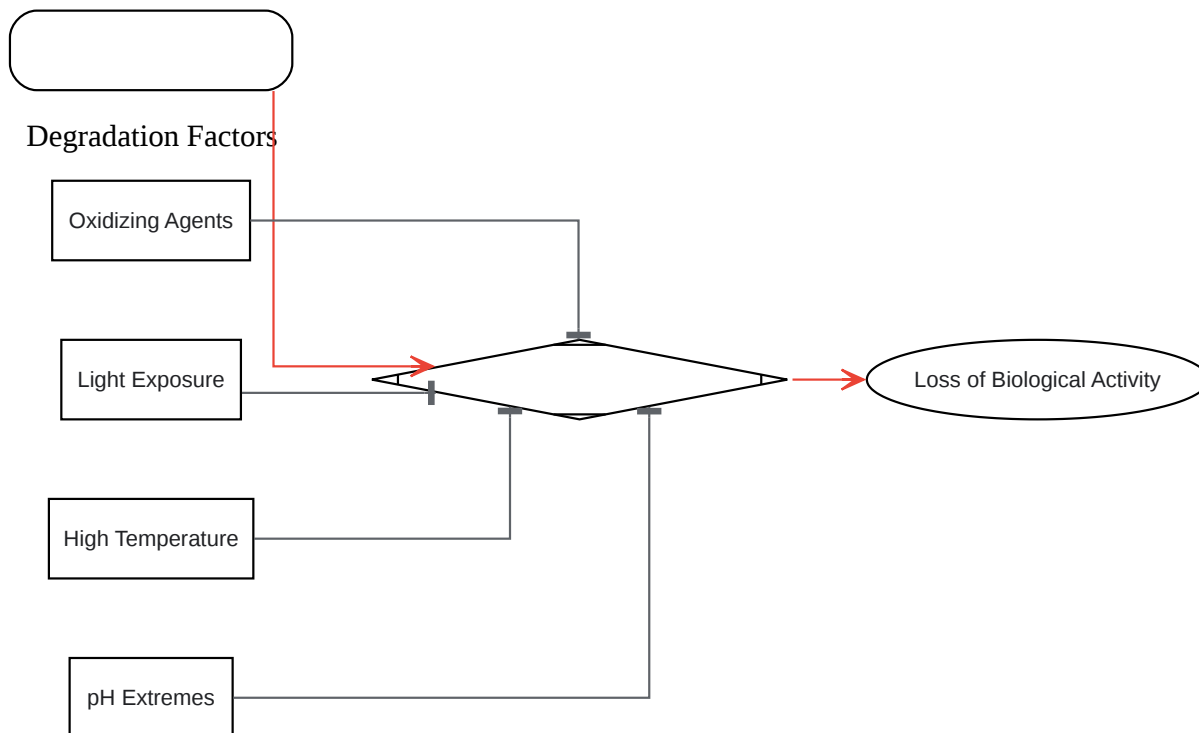 Degradation Factors
Oxidizing Agents
Light Exposure
Loss of Biological Activity
High Temperature
pH Extremes